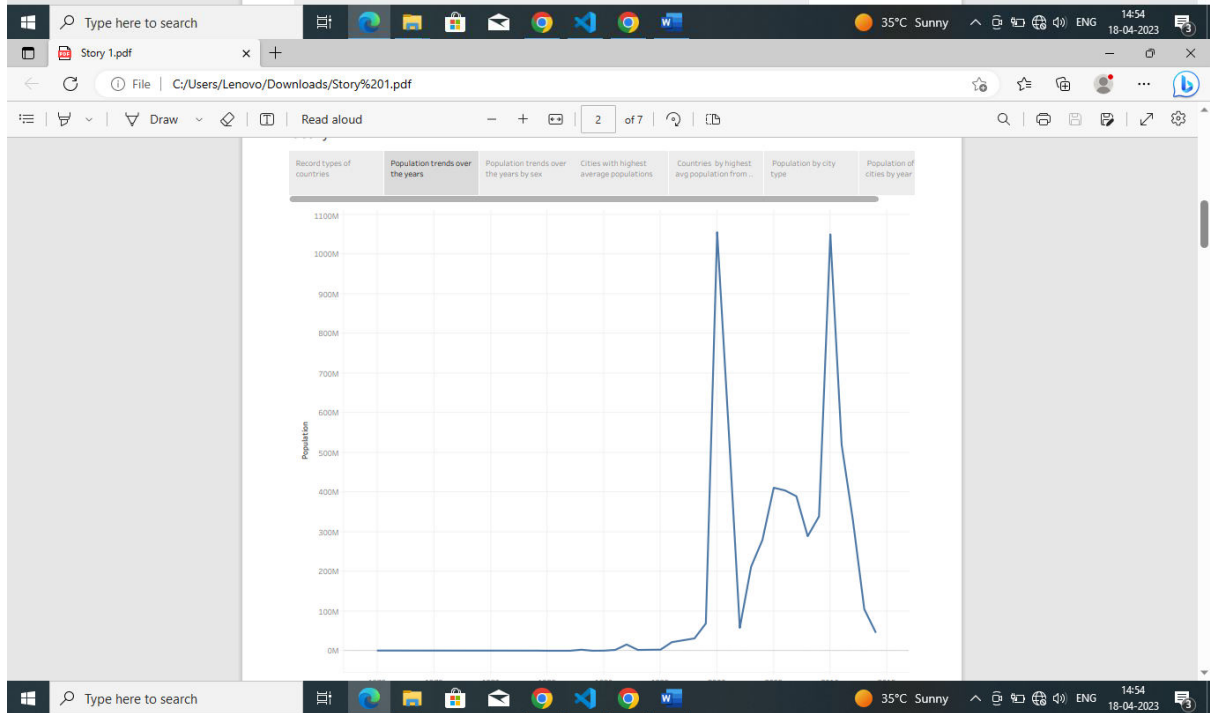 Type here to search
35°C Sunny
ENG
14:54
18-04-2023
3
Story 1.pdf
File
C:/Users/Lenovo/Downloads/Story%201.pdf
Draw
Read aloud
2
of 7
Record types of
countries
Population trends over
the years
Population trends over
the years by sex
Cities with highest
average populations
Countries by highest
avg population from...
Population by city
type
Population of
cities by year
1100M
1000M
900M
800M
700M
600M
500M
400M
300M
200M
100M
0M
Population
Type here to search
35°C Sunny
ENG
14:54
18-04-2023
3